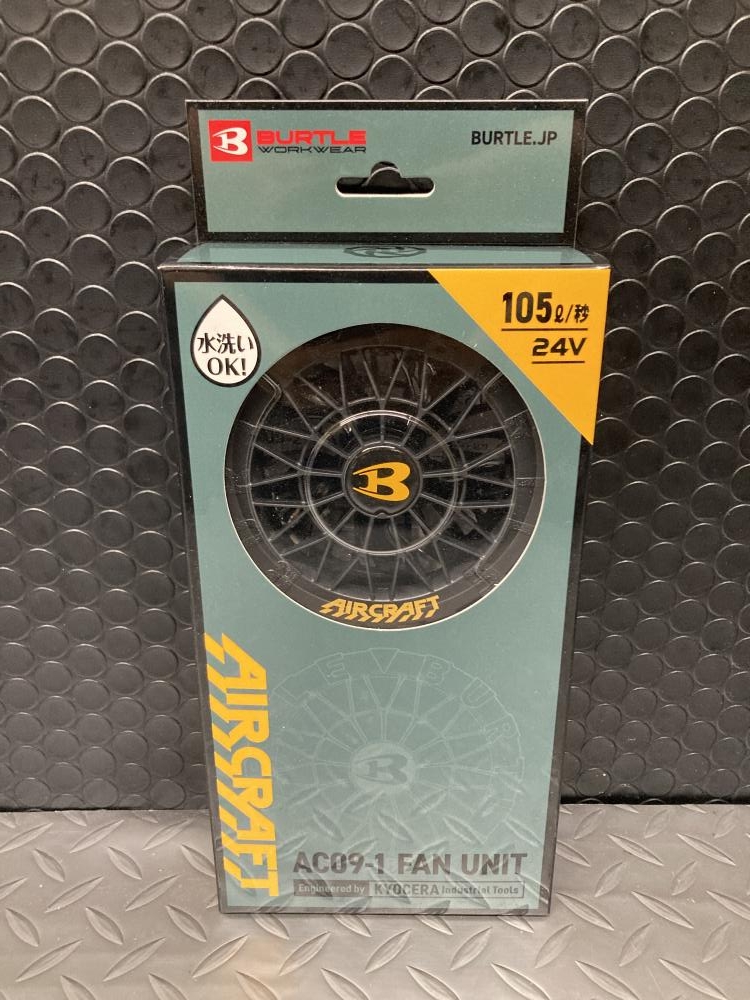 B BURTLE
WORKWEAR
BURTLE.JP
105ℓ/秒
24V
水洗い
OK!
B
AIRCRAFT
AIRCRAFT
B
AC09-1 FAN UNIT
Engineered by KYOCERA Industrial Tools